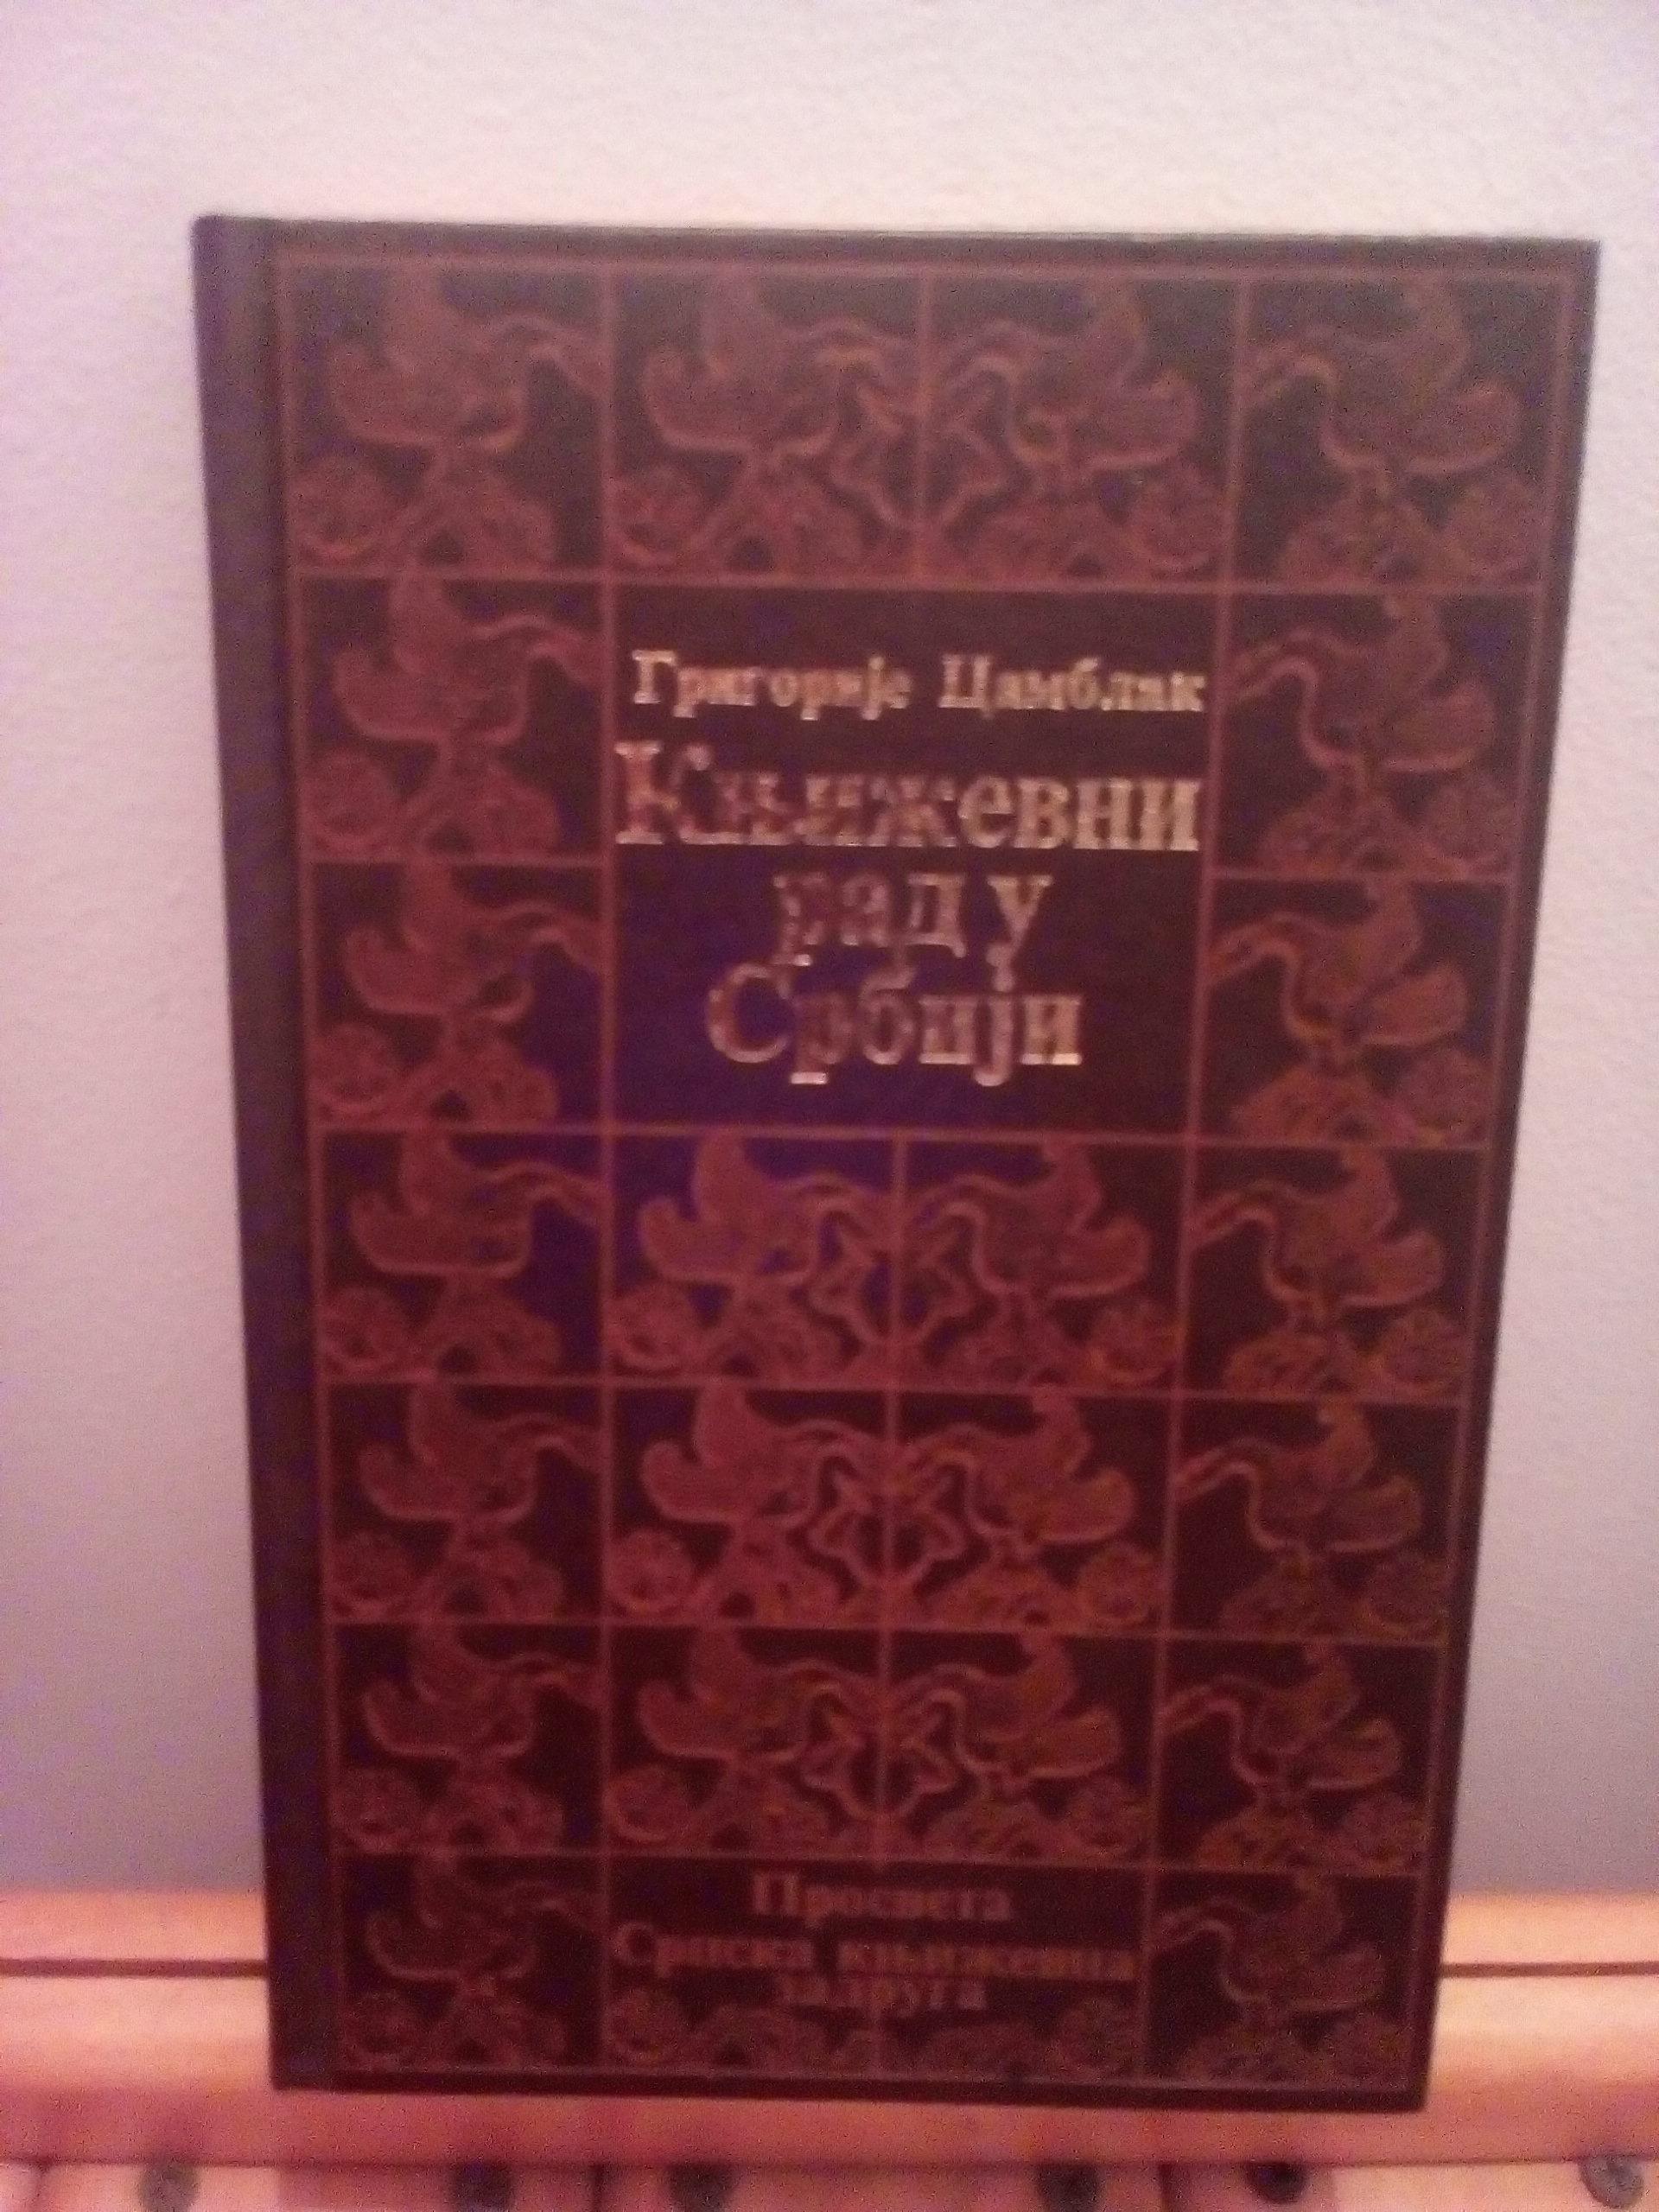 Григорије Цамблак
Књижевни
рад у
Србији
Просвета
Српска књижевна
задруга